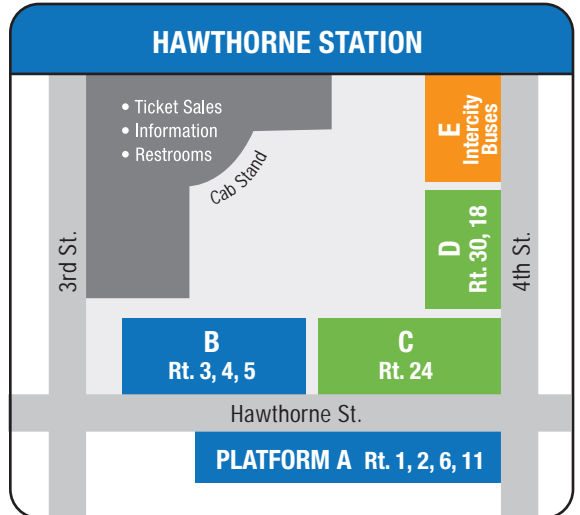 HAWTHORNE STATION
• Ticket Sales
• Information
• Restrooms
Cab Stand
E
Intercity
Buses
D
Rt. 30, 18
3rd St.
4th St.
B
Rt. 3, 4, 5
C
Rt. 24
Hawthorne St.
PLATFORM A Rt. 1, 2, 6, 11